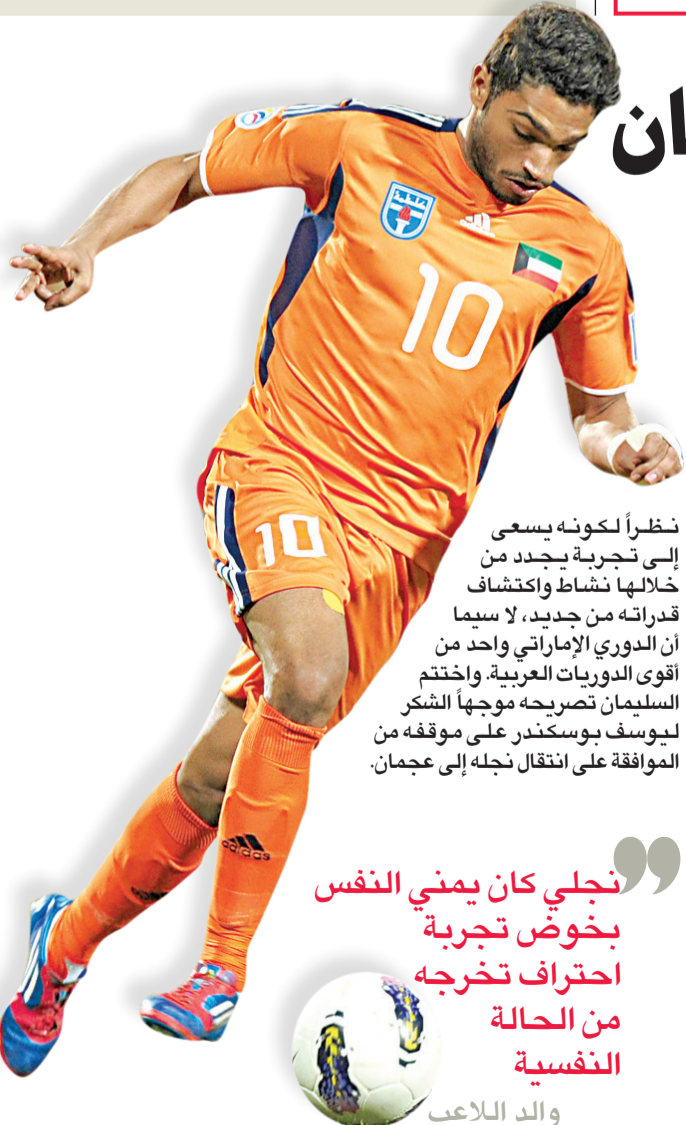 ان
10
10
adidas
نظراً لكونه يسعى
إلى تجربة يجدد من
خلالها نشاط واكتشاف
قدراته من جديد، لا سيما
أن الدوري الإماراتي واحد من
أقوى الدوريات العربية. واختتم
السليمان تصريحه موجهاً الشكر
ليوسف بوسكندر على موقفه من
الموافقة على انتقال نجله إلى عجمان.
نجلي كان يمني النفس
بخوض تجربة
احتراف تخرجه
من الحالة
النفسية
والد اللاعب